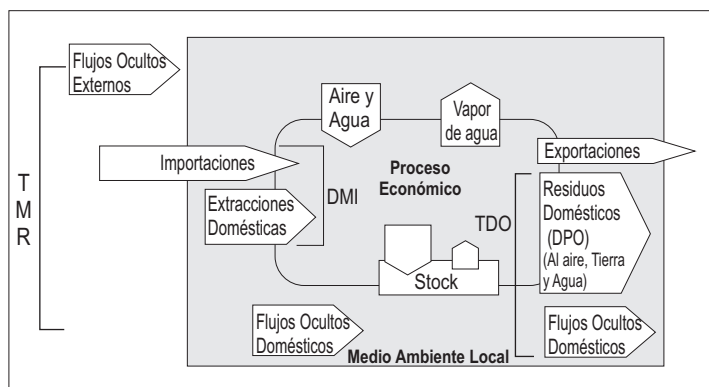 Flujos Ocultos
Externos
Aire y
Agua
Vapor
de agua
Importaciones
Proceso
Económico
Exportaciones
T
M
R
Extracciones
Domésticas
DMI
TDO
Residuos
Domésticos
(DPO)
(Al aire, Tierra
y Agua)
Stock
Flujos Ocultos
Domésticos
Flujos Ocultos
Domésticos
Medio Ambiente Local